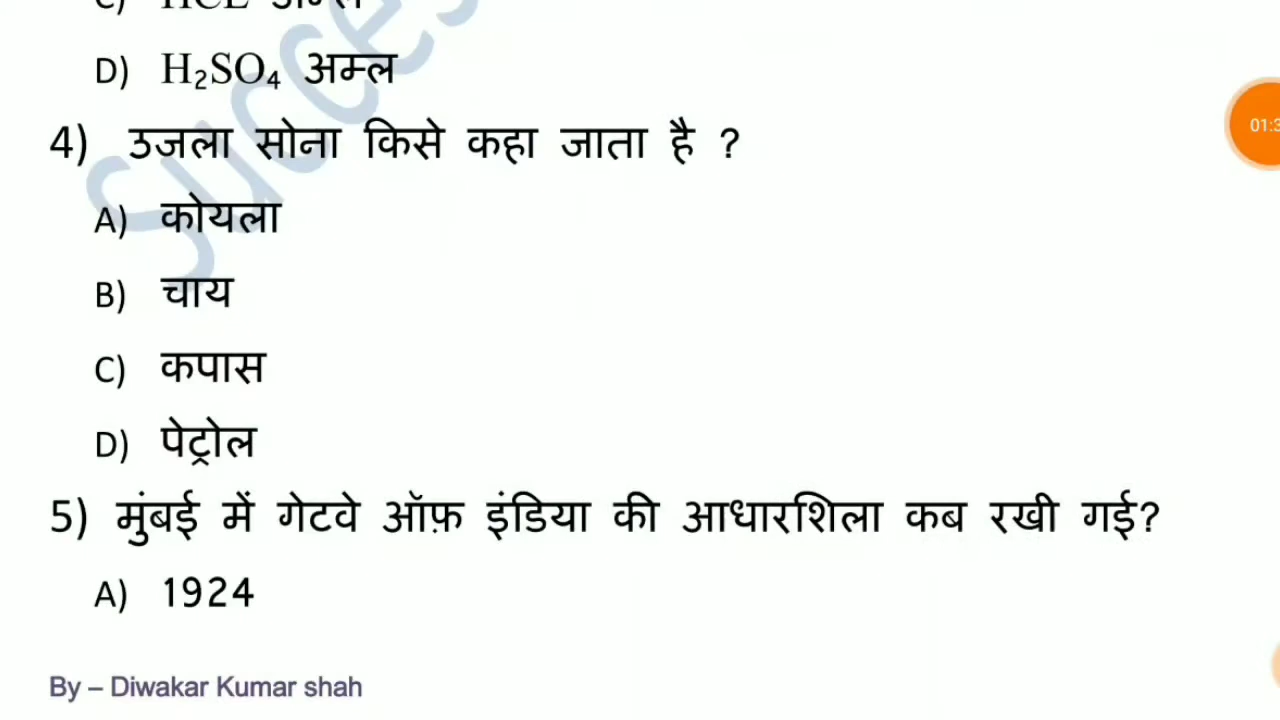 D) H₂SO₄ अम्ल
4) उजला सोना किसे कहा जाता है ?
A) कोयला
B) चाय
C) कपास
D) पेट्रोल
5) मुंबई में गेटवे ऑफ़ इंडिया की आधारशिला कब रखी गई?
A) 1924
By – Diwakar Kumar shah